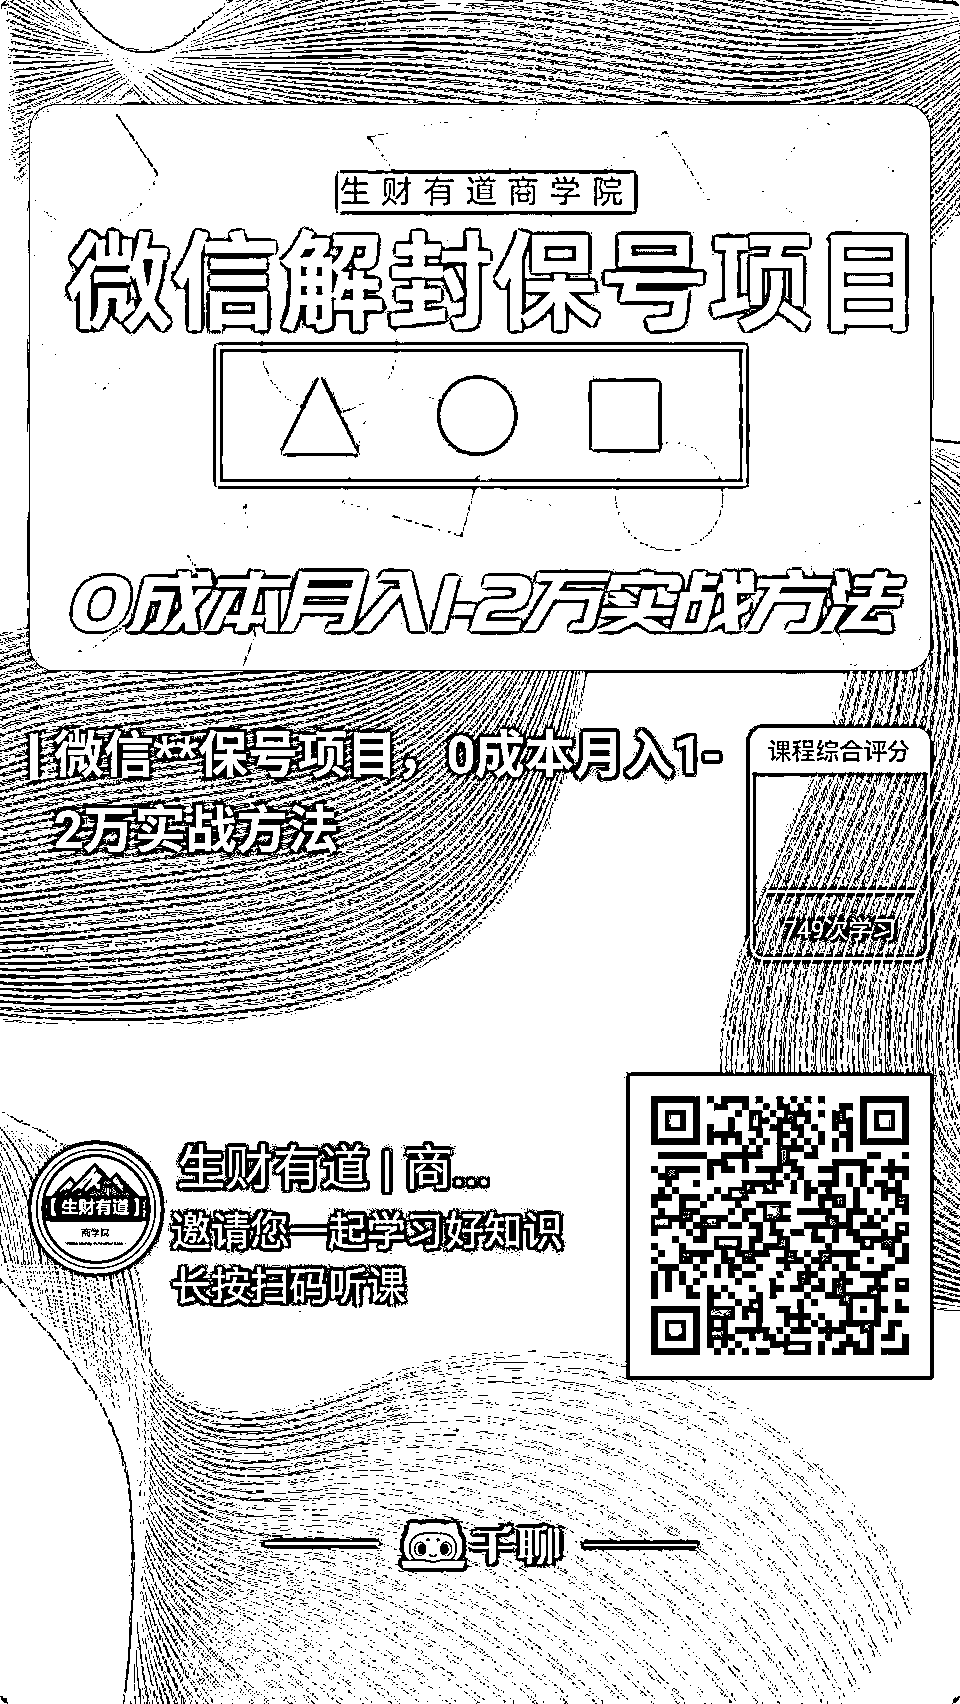 生财有道商学院
微信解封保号项目
0成本月入1-2万实战方法
| 微信**保号项目，0成本月入1-
2万实战方法
课程综合评分
749次学习
生财有道 | 商...
【生财有道】
商学院
邀请您一起学习好知识
长按扫码听课
千聊